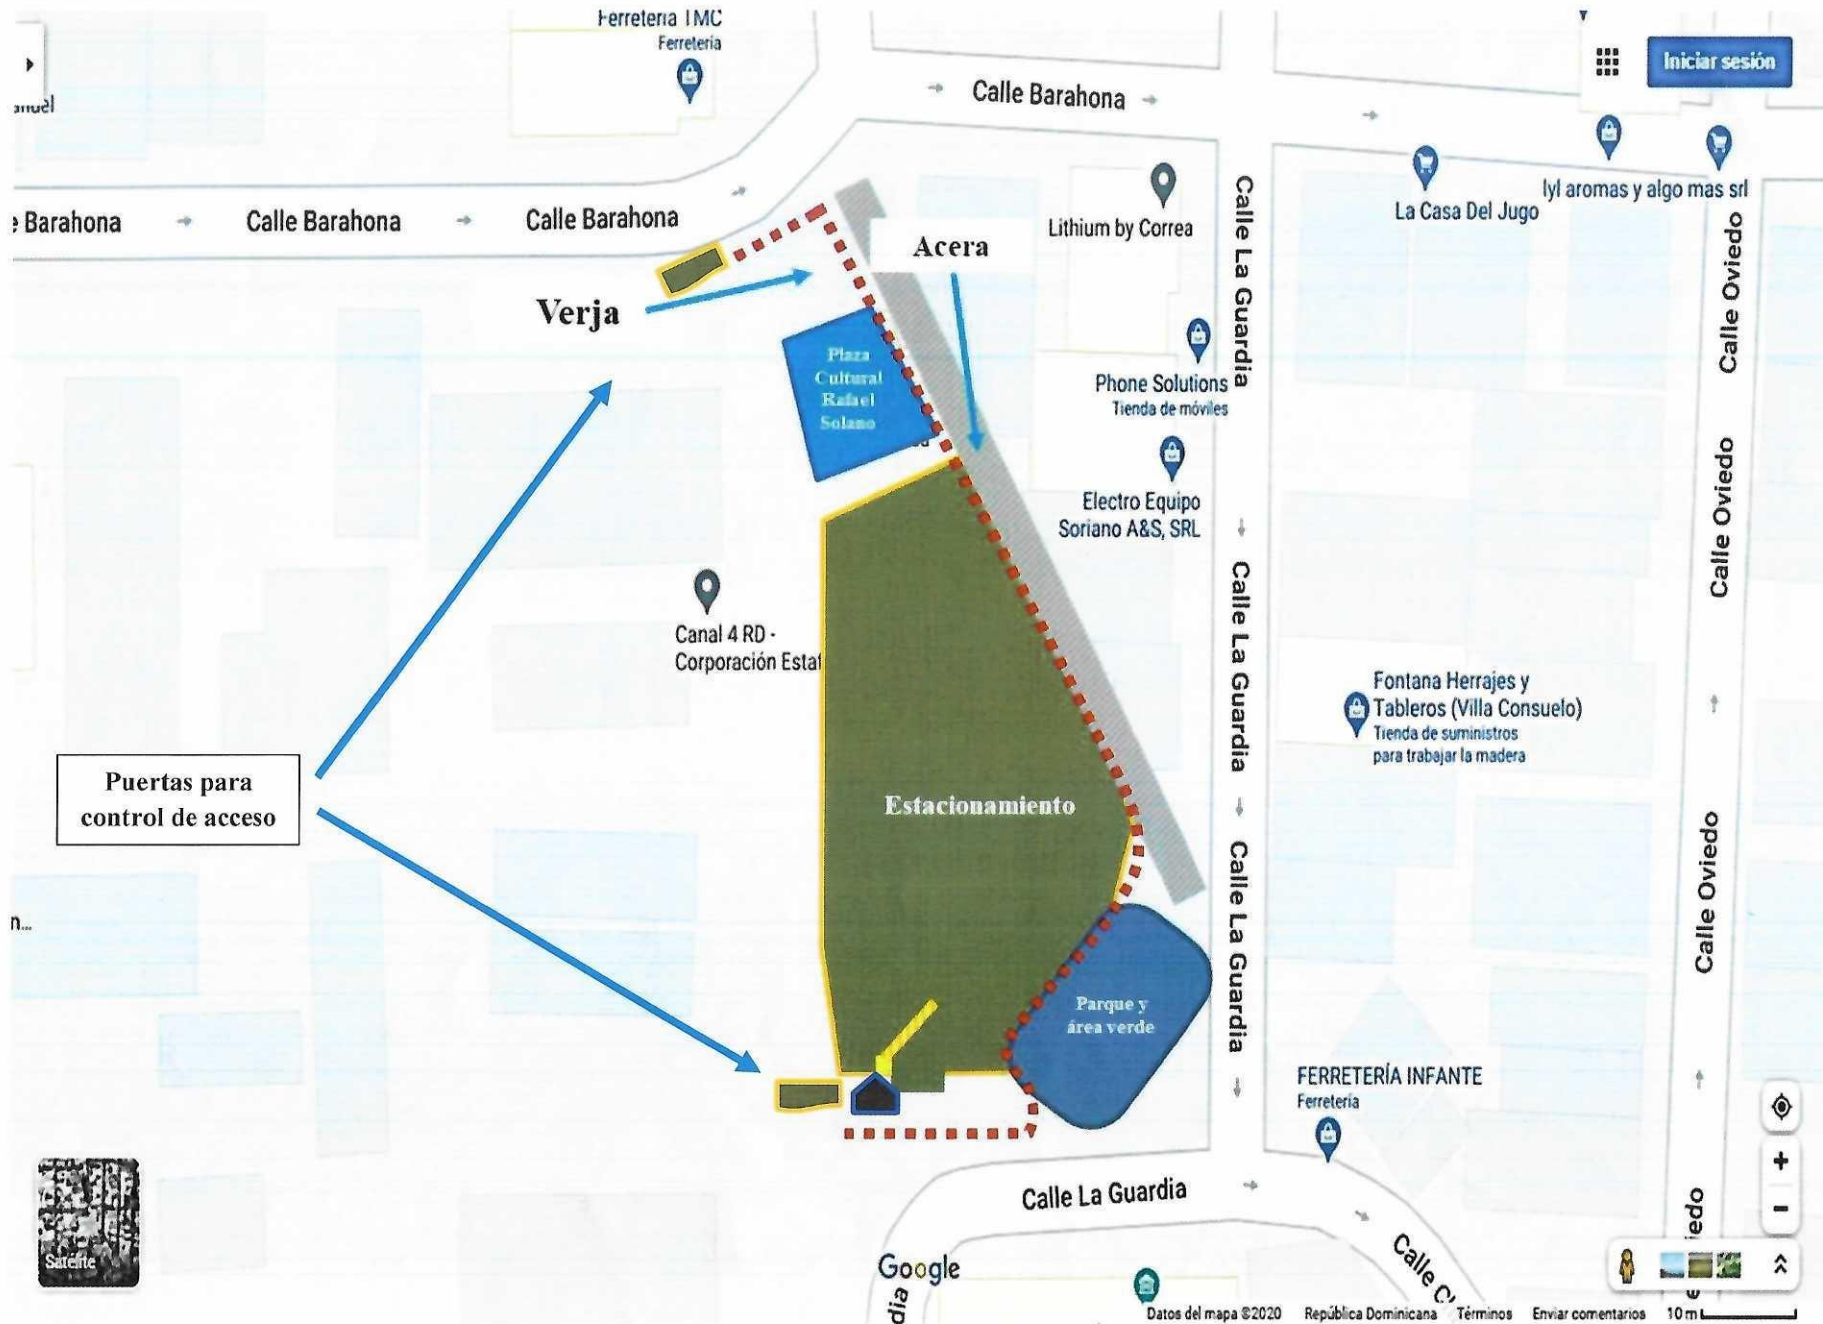 Ferretería TMC
Ferretería
Iniciar sesión
Calle Barahona
lyl aromas y algo mas srl
La Casa Del Jugo
Lithium by Correa
Calle La Guardia
Calle Oviedo
e Barahona
Calle Barahona
Calle Barahona
Acera
Verja
Plaza
Cultural
Rafael
Solano
Phone Solutions
Tienda de móviles
Electro Equipo
Soriano A&S, SRL
Calle Oviedo
Canal 4 RD -
Corporación Estat
Calle La Guardia
Fontana Herrajes y
Tableros (Villa Consuelo)
Tienda de suministros
para trabajar la madera
Puertas para
control de acceso
Estacionamiento
Calle La Guardia
Calle Oviedo
n...
Parque y
área verde
FERRETERÍA INFANTE
Ferretería
Calle La Guardia
Satélite
Google
dia
Calle C
iedo
Datos del mapa ©2020 República Dominicana Términos Enviar comentarios 10 m